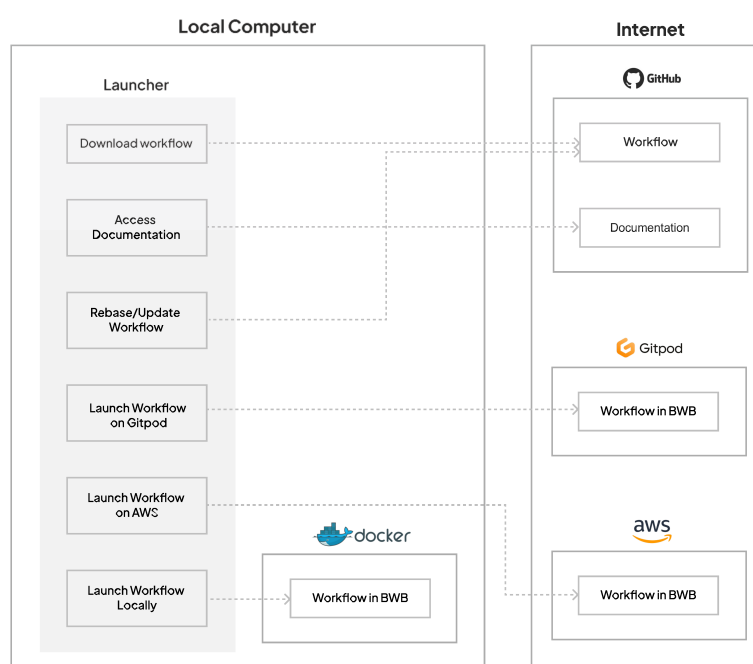 Local Computer
Internet
Launcher
GitHub
Download workflow
Workflow
Access
Documentation
Documentation
Rebase/Update
Workflow
Gitpod
Launch Workflow
on Gitpod
Workflow in BWB
Launch Workflow
on AWS
docker
aws
Launch Workflow
Locally
Workflow in BWB
Workflow in BWB